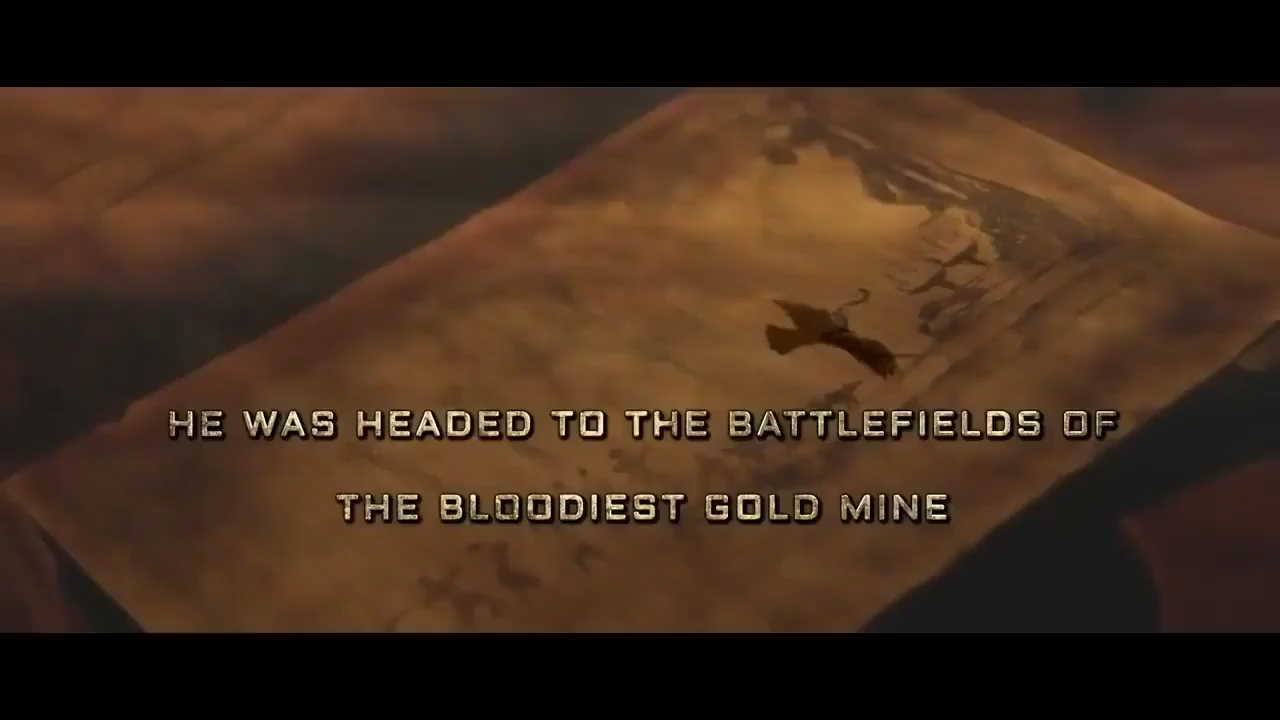 HE WAS HEADED TO THE BATTLEFIELDS OF
THE BLOODIEST GOLD MINE